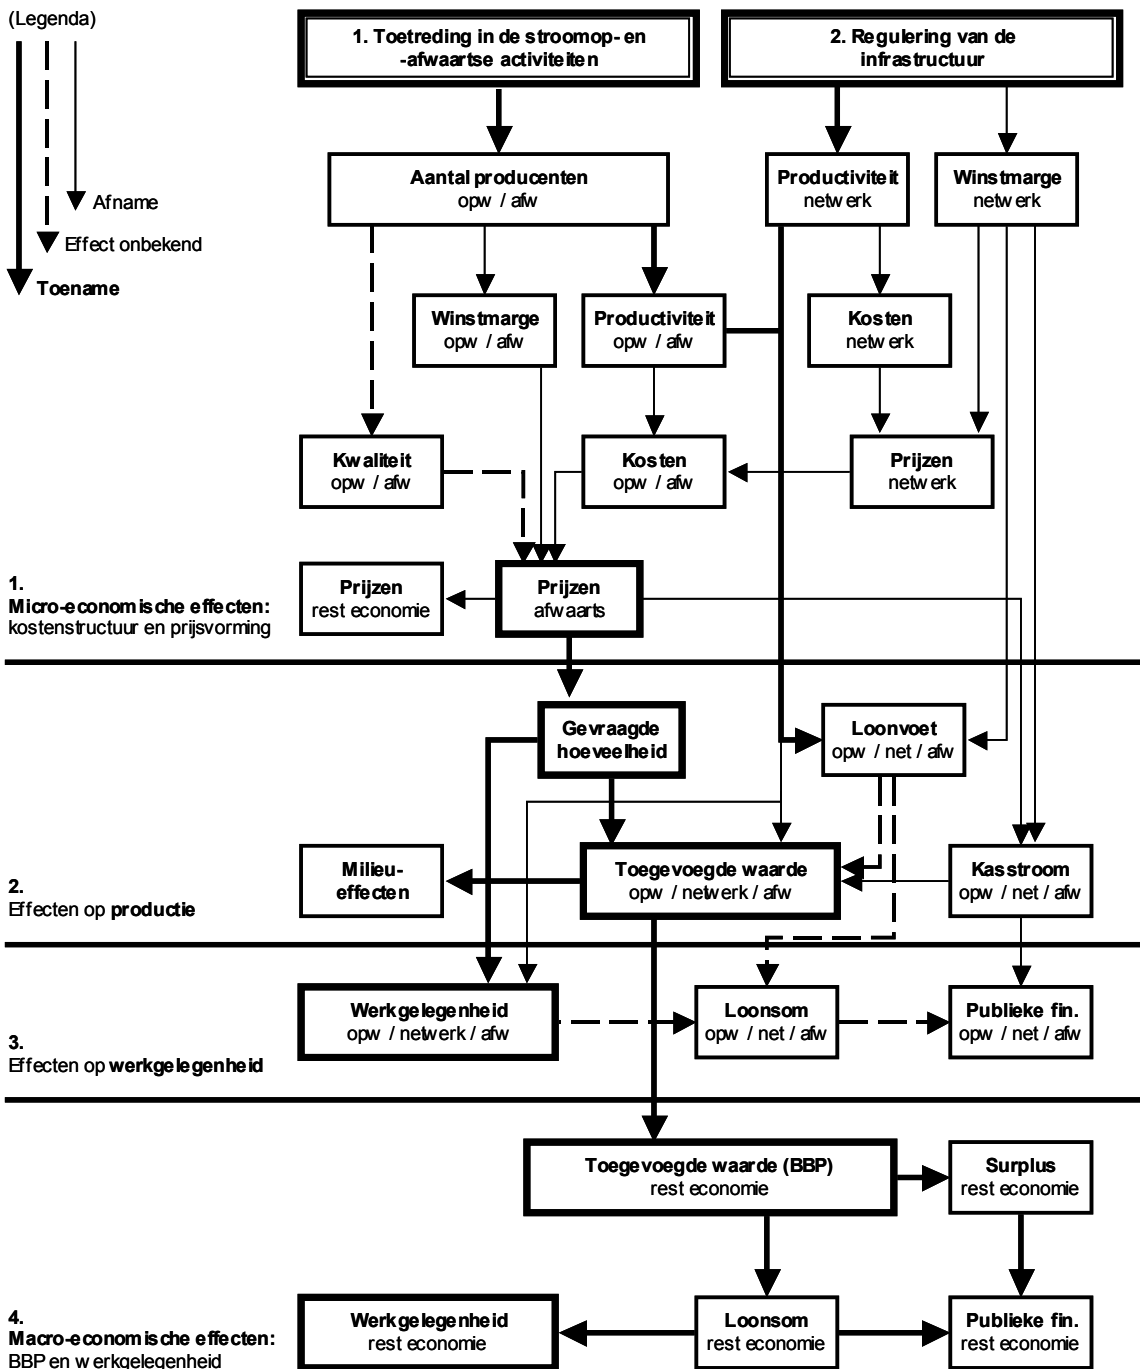 (Legenda)
Afname
Effect onbekend
Toename
1. Toetreding in de stroomop- en
-afwaartse activiteiten
2. Regulering van de
infrastructuur
Aantal producenten
opw / afw
Productiviteit
netwerk
Winstmarge
netwerk
Winstmarge
opw / afw
Productiviteit
opw / afw
Kosten
netwerk
Kwaliteit
opw / afw
Kosten
opw / afw
Prijzen
netwerk
1.
Micro-economische effecten:
kostenstructuur en prijsvorming
Prijzen
rest economie
Prijzen
afwaarts
Gevraagde
hoeveelheid
Loonvoet
opw / net / afw
2.
Effecten op productie
Milieu-
effecten
Toegevoegde waarde
opw / netwerk / afw
Kasstroom
opw / net / afw
3.
Effecten op werkgelegenheid
Werkgelegenheid
opw / netwerk / afw
Loonsom
opw / net / afw
Publieke fin.
opw / net / afw
Toegevoegde waarde (BBP)
rest economie
Surplus
rest economie
4.
Macro-economische effecten:
BBP en werkgelegenheid
Werkgelegenheid
rest economie
Loonsom
rest economie
Publieke fin.
rest economie